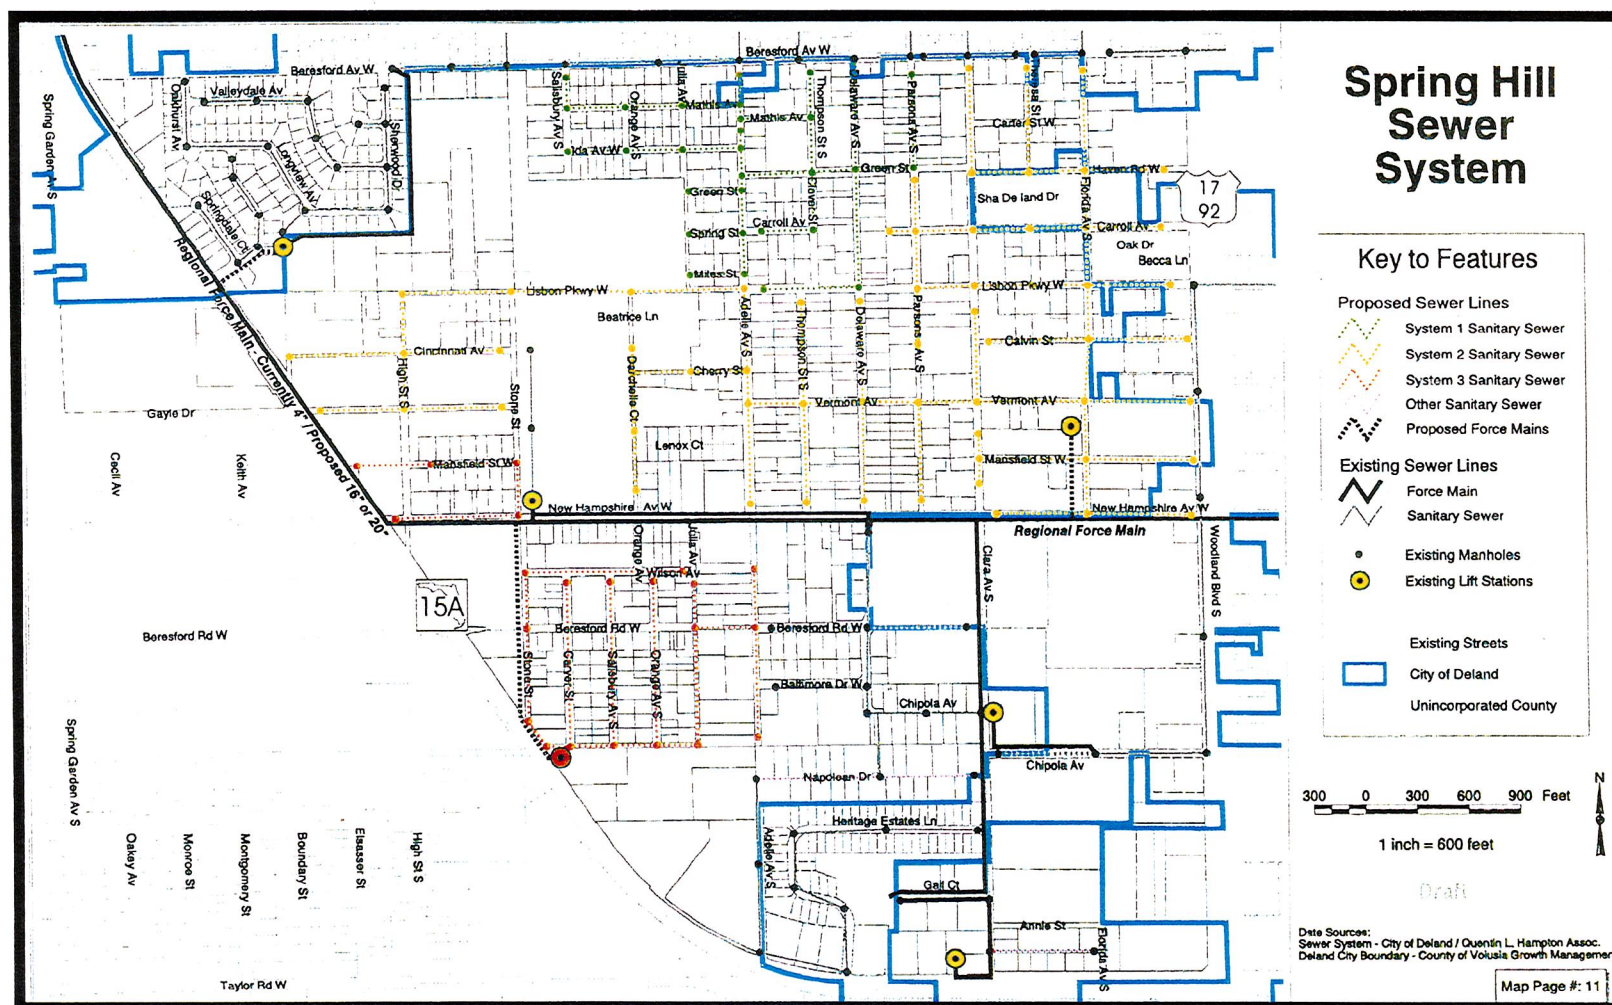 Spring Hill
Sewer
System
Key to Features
Proposed Sewer Lines
System 1 Sanitary Sewer
System 2 Sanitary Sewer
System 3 Sanitary Sewer
Other Sanitary Sewer
Proposed Force Mains
Existing Sewer Lines
Force Main
Sanitary Sewer
Existing Manholes
Existing Lift Stations
Existing Streets
City of Deland
Unincorporated County
300 0 300 600 900 Feet
N
1 inch = 600 feet
Draft
Date Sources:
Sewer System - City of Deland / Quentin L. Hampton Assoc.
Deland City Boundary - County of Volusia Growth Managemen
Map Page #: 11
Beresford Av W
Beresford Av W
Valleydale Av
Oakhurst Av
Sherwood Dr
Longview Av
Springdale Ct
Spring Garden Av S
Regional Force Main - Currently 4" / Proposed 16" or 20"
Salisbury Av S
Orange Av S
Julia Av
Mathis Av
Mathis Av
Ida Av W
Thompson St S
Delaware Av S
Parsons Av S
Carter St W
Green St
Green St
Haven Rd W
17
92
Clover St
Sha De land Dr
Florida Av S
Spring St
Carroll Av
Carroll Av
Oak Dr
Becca Ln
Miles St
Lisbon Pkwy W
Lisbon Pkwy W
Beatrice Ln
Adelle Av S
Thompson St S
Delaware Av S
Parsons Av S
Cincinnati Av
High St S
Stone St
Darchelle Ct
Cherry St
Calvin St
Gayle Dr
Vermont Av
Vermont AV
Lenox Ct
Mansfield St W
Mansfield St W
Cecil Av
Keith Av
New Hampshire Av W
New Hampshire Av W
Regional Force Main
Orange Av
Julia Av
Wilson Av
Clara Av S
Woodland Blvd S
15A
Beresford Rd W
Beresford Rd W
Beresford Rd W
Stone St
Garver St
Salisbury Av S
Orange Av S
Baltimore Dr W
Chipola Av
Chipola Av
Napolean Dr
Spring Garden Av S
Heritage Estates Ln
Adelle Av S
Oakay Av
Monroe St
Montgomery St
Boundary St
Elsasser St
High St S
Gail Ct
Annie St
Florida Av S
Taylor Rd W